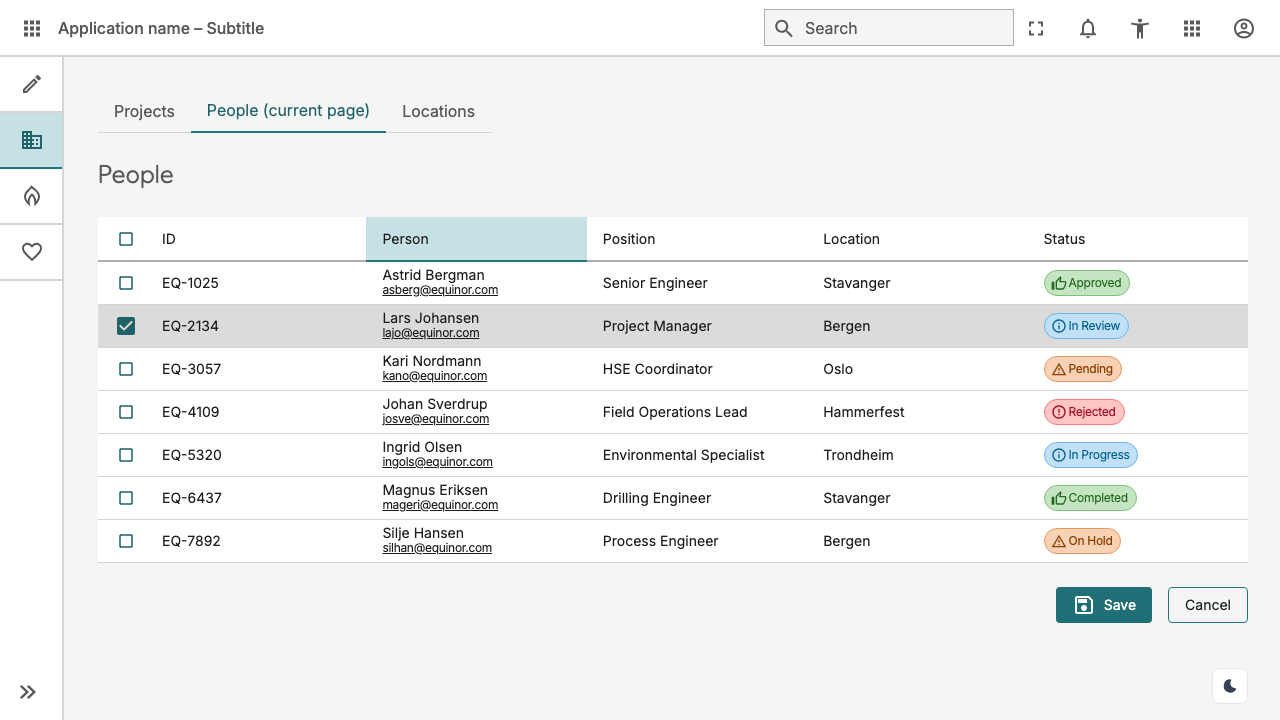 Application name – Subtitle
Search
Projects People (current page) Locations
People
ID Person Position Location Status
EQ-1025 Astrid Bergman Senior Engineer Stavanger Approved
asberg@equinor.com
EQ-2134 Lars Johansen Project Manager Bergen In Review
lajo@equinor.com
EQ-3057 Kari Nordmann HSE Coordinator Oslo Pending
kano@equinor.com
EQ-4109 Johan Sverdrup Field Operations Lead Hammerfest Rejected
josve@equinor.com
EQ-5320 Ingrid Olsen Environmental Specialist Trondheim In Progress
ingols@equinor.com
EQ-6437 Magnus Eriksen Drilling Engineer Stavanger Completed
mageri@equinor.com
EQ-7892 Silje Hansen Process Engineer Bergen On Hold
silhan@equinor.com
Save Cancel